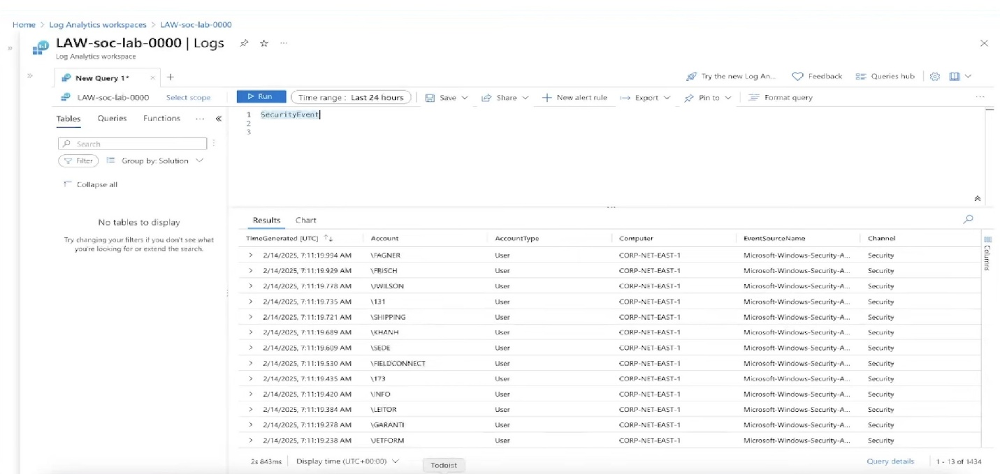 Home > Log Analytics workspaces > LAW-soc-lab-0000
LAW-soc-lab-0000 | Logs
Log Analytics workspace
New Query 1*
Try the new Log An... Feedback Queries hub
LAW-soc-lab-0000 Select scope Run Time range : Last 24 hours Save Share New alert rule Export Pin to Format query
Tables Queries Functions
1 SecurityEvent
2
3
Search
Filter Group by: Solution
Collapse all
No tables to display
Try changing your filters if you don't see what
you're looking for or extend the search.
Results Chart
TimeGenerated [UTC] Account AccountType Computer EventSourceName Channel
2/14/2025, 7:11:19.994 AM \FAGNER User CORP-NET-EAST-1 Microsoft-Windows-Security-A... Security
2/14/2025, 7:11:19.929 AM \FRISCH User CORP-NET-EAST-1 Microsoft-Windows-Security-A... Security
2/14/2025, 7:11:19.778 AM \JWILSON User CORP-NET-EAST-1 Microsoft-Windows-Security-A... Security
2/14/2025, 7:11:19.735 AM \131 User CORP-NET-EAST-1 Microsoft-Windows-Security-A... Security
2/14/2025, 7:11:19.721 AM \SHIPPING User CORP-NET-EAST-1 Microsoft-Windows-Security-A... Security
2/14/2025, 7:11:19.689 AM \KHANH User CORP-NET-EAST-1 Microsoft-Windows-Security-A... Security
2/14/2025, 7:11:19.609 AM \SEDE User CORP-NET-EAST-1 Microsoft-Windows-Security-A... Security
2/14/2025, 7:11:19.530 AM \FIELDCONNECT User CORP-NET-EAST-1 Microsoft-Windows-Security-A... Security
2/14/2025, 7:11:19.435 AM \173 User CORP-NET-EAST-1 Microsoft-Windows-Security-A... Security
2/14/2025, 7:11:19.420 AM \INFO User CORP-NET-EAST-1 Microsoft-Windows-Security-A... Security
2/14/2025, 7:11:19.384 AM \LEITOR User CORP-NET-EAST-1 Microsoft-Windows-Security-A... Security
2/14/2025, 7:11:19.278 AM \GARANTI User CORP-NET-EAST-1 Microsoft-Windows-Security-A... Security
2/14/2025, 7:11:19.238 AM \JETFORM User CORP-NET-EAST-1 Microsoft-Windows-Security-A... Security
Columns
2s 843ms Display time (UTC+00:00) Todoist Query details 1 - 13 of 1434